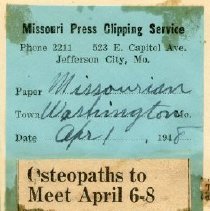 Missouri Press Clipping Service
Phone 2211 523 E. Capitol Ave.
Jefferson City, Mo.
Paper Missourian
Town Washington Mo.
Date Apr 1, 1948
Osteopaths to
Meet April 6-8